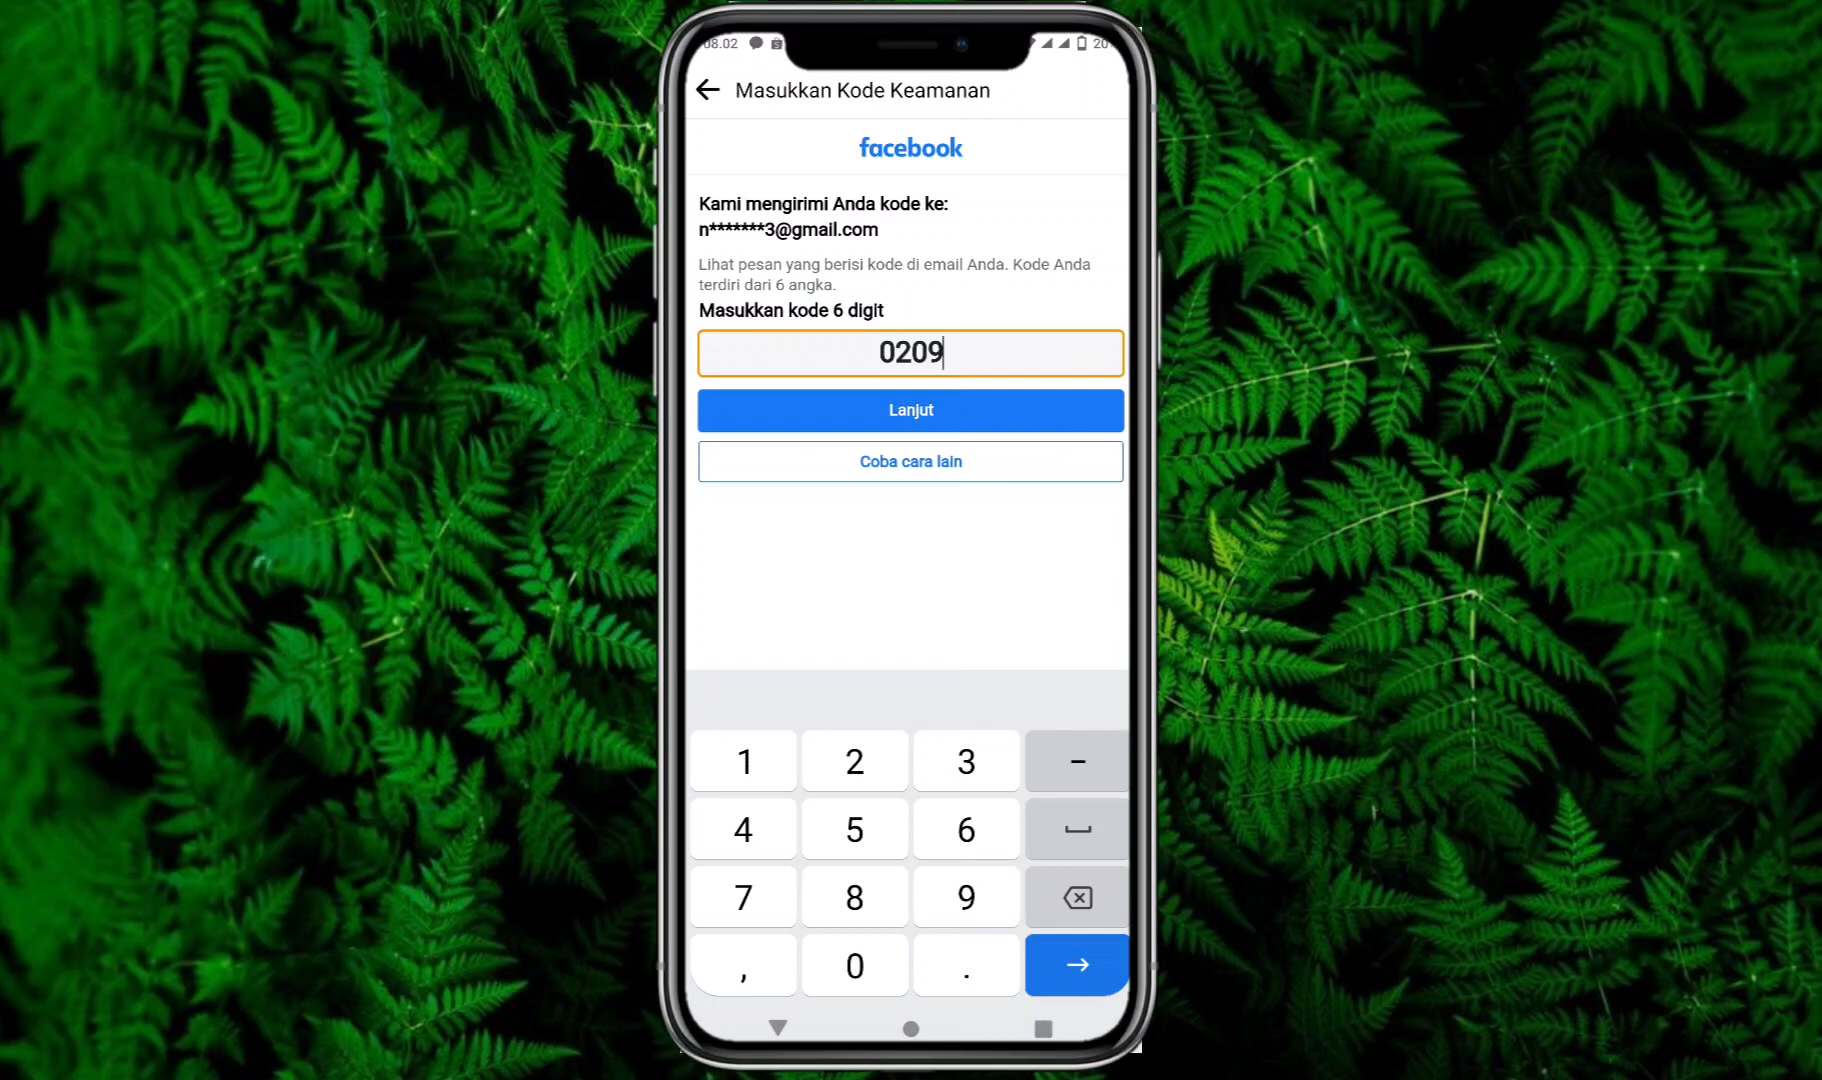 08.02
20
Masukkan Kode Keamanan
facebook
Kami mengirimi Anda kode ke:
n*******3@gmail.com
Lihat pesan yang berisi kode di email Anda. Kode Anda
terdiri dari 6 angka.
Masukkan kode 6 digit
0209
Lanjut
Coba cara lain
1 2 3 -
4 5 6
7 8 9
, 0 .